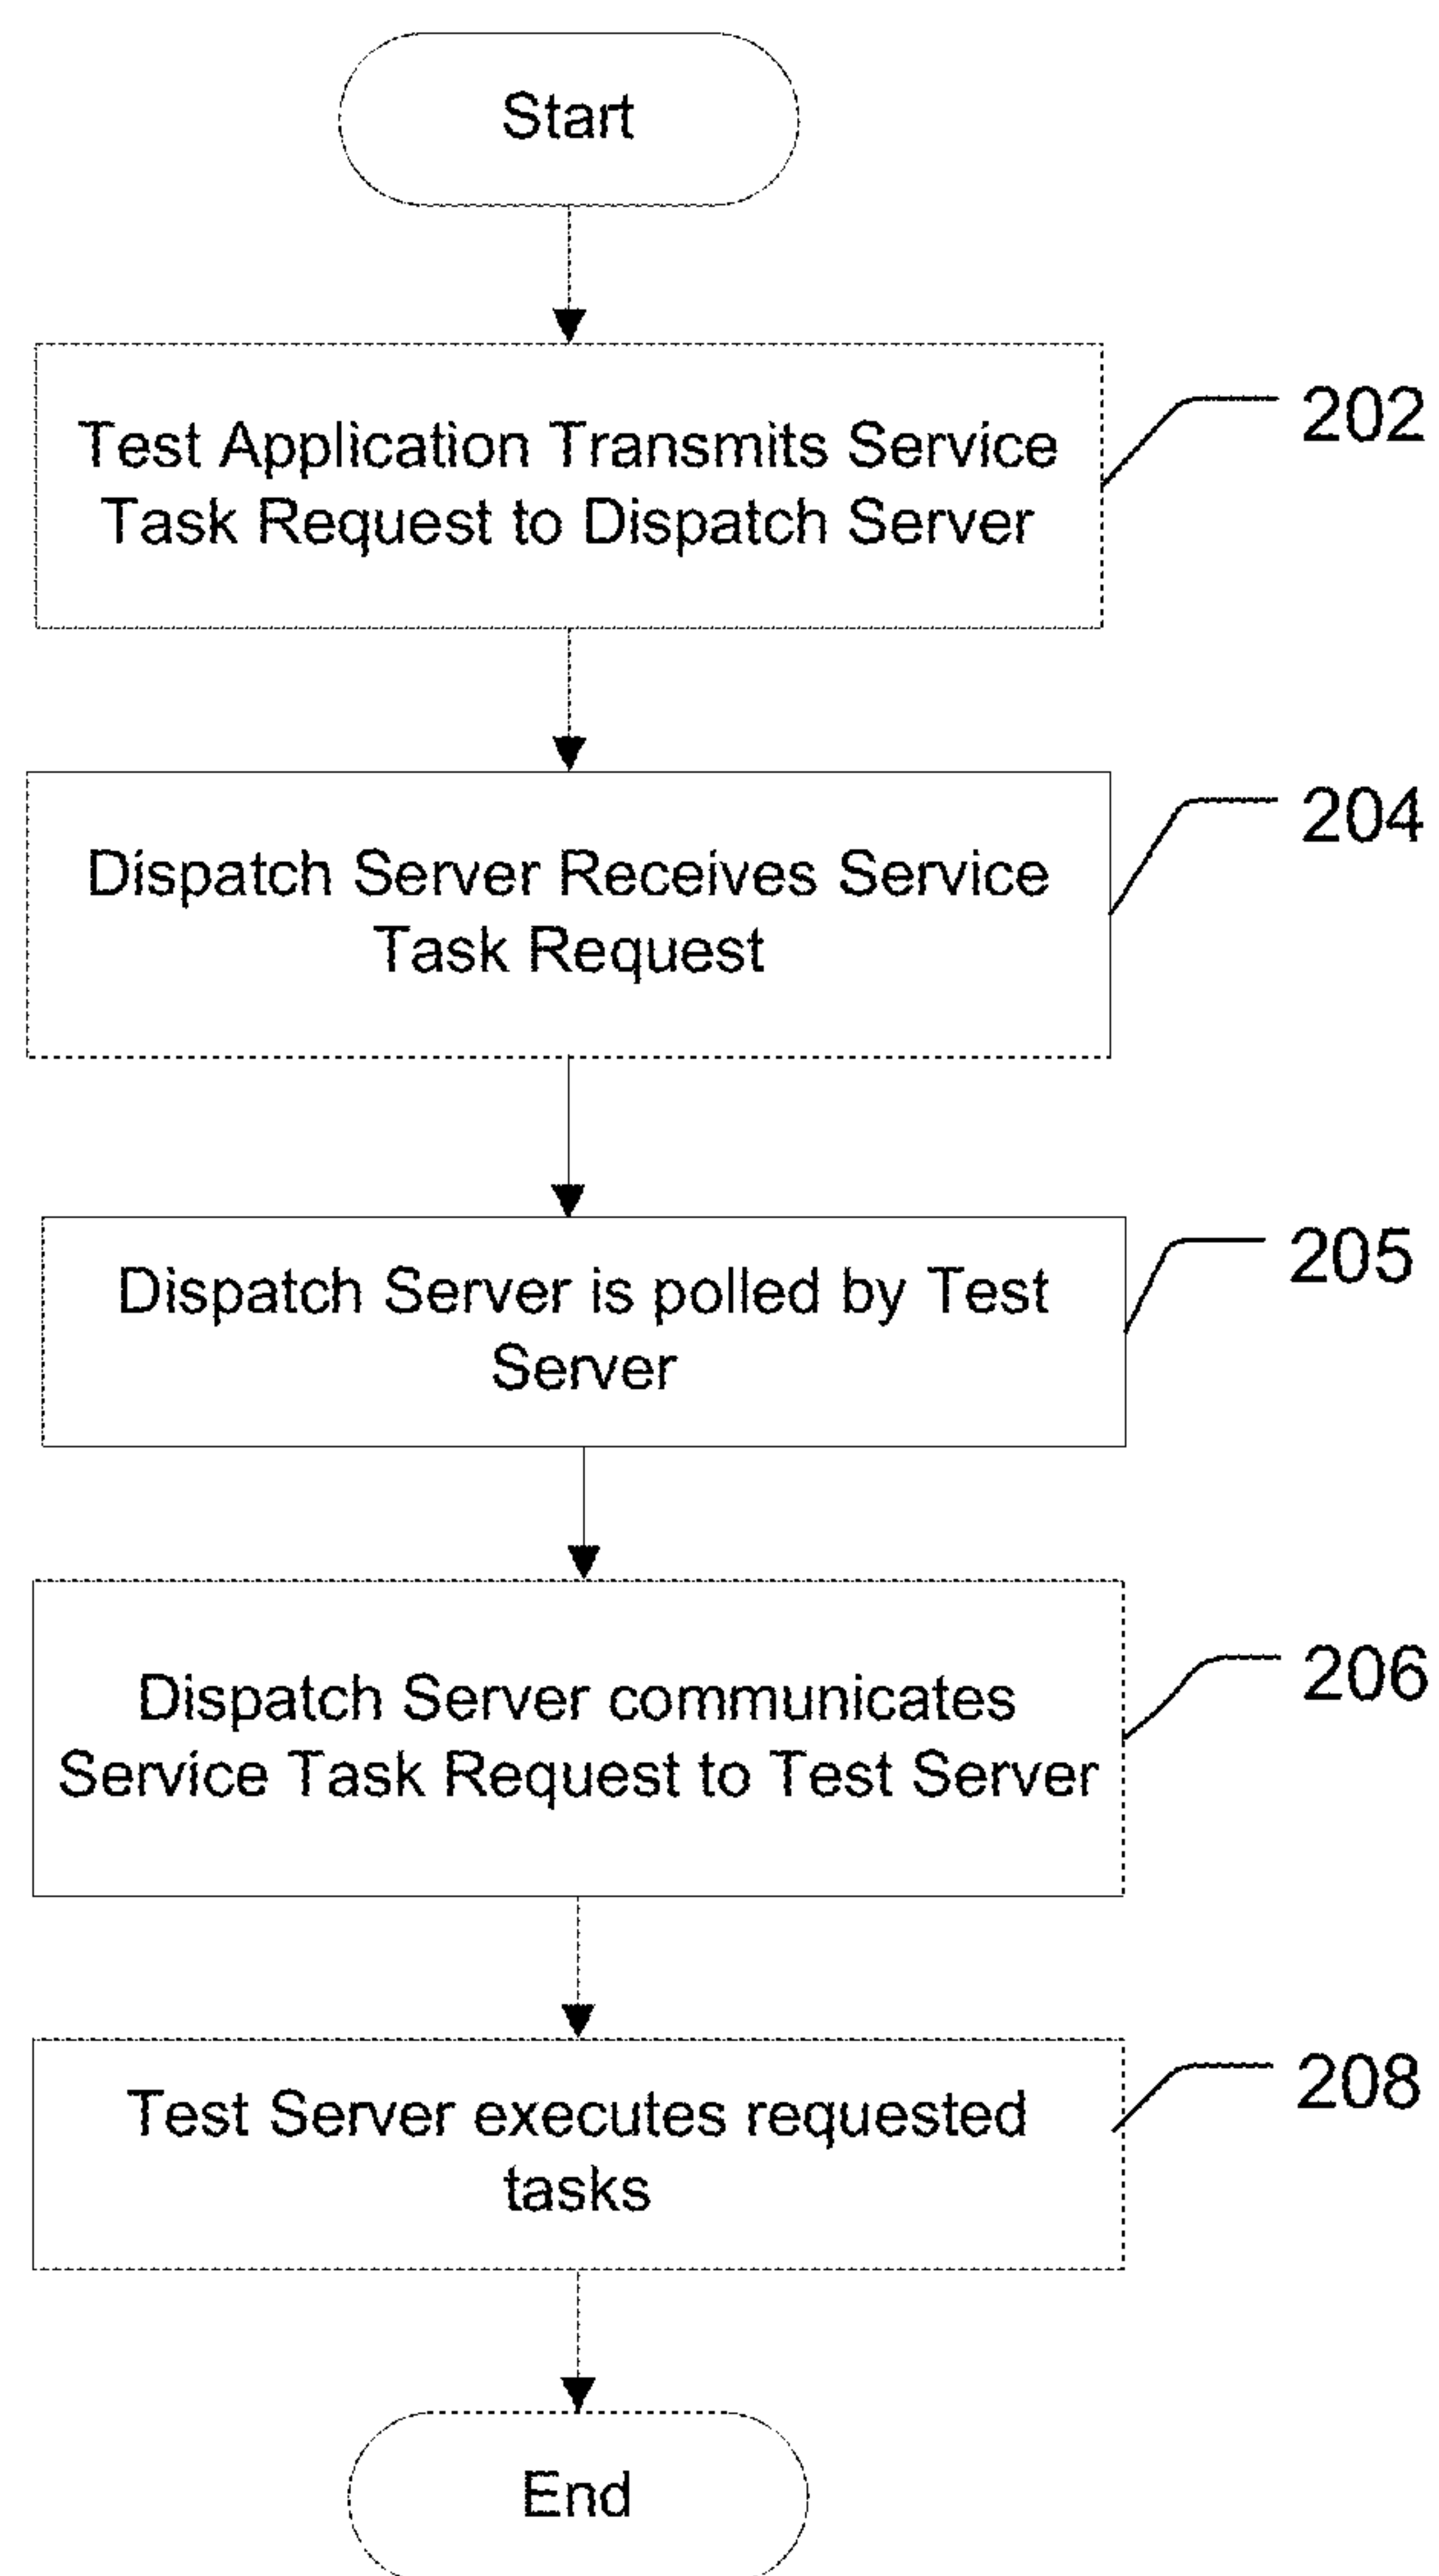 Start
Test Application Transmits Service
Task Request to Dispatch Server
202
Dispatch Server Receives Service
Task Request
204
Dispatch Server is polled by Test
Server
205
Dispatch Server communicates
Service Task Request to Test Server
206
Test Server executes requested
tasks
208
End